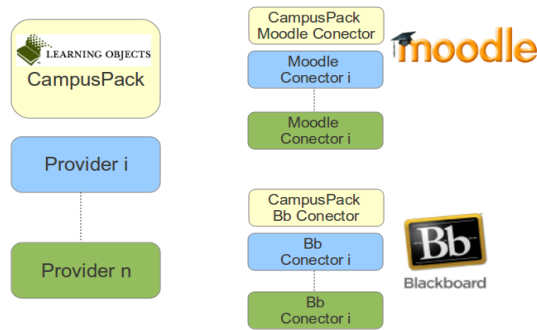 LEARNING OBJECTS
CampusPack
Provider i
Provider n
CampusPack
Moodle Conector
Moodle
Conector i
Moodle
Conector i
moodle
CampusPack
Bb Conector
Bb
Conector i
Bb
Conector i
Bb
Blackboard